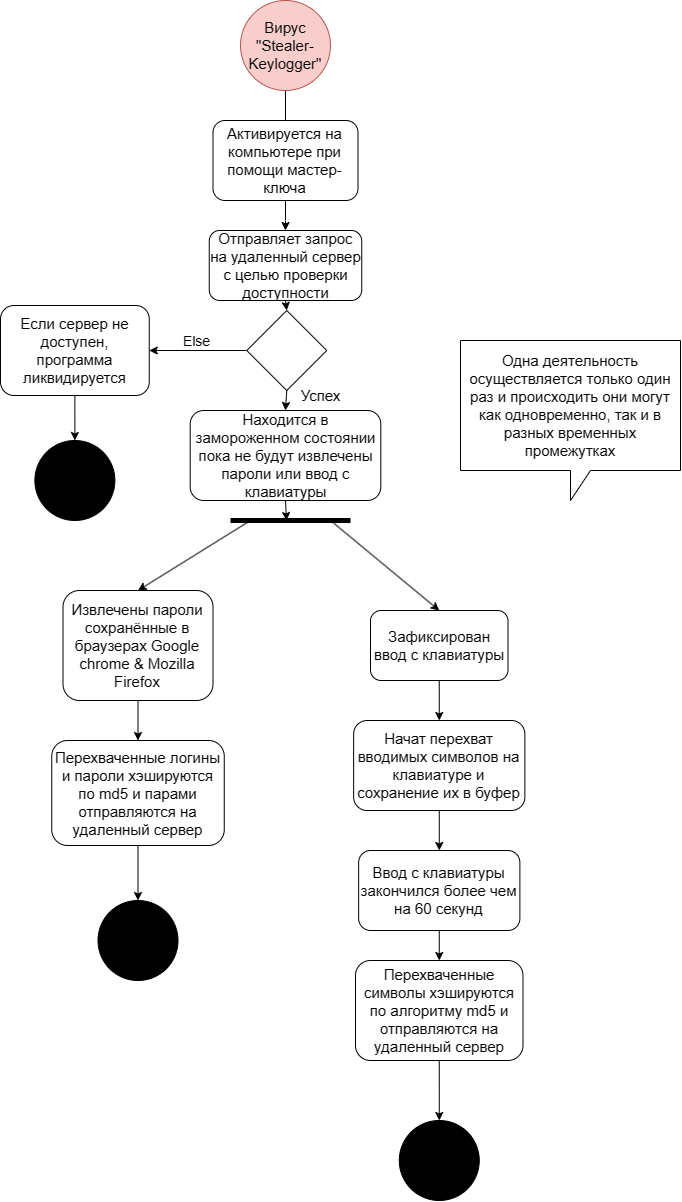 Вирус
"Stealer-
Keylogger"
Активируется на
компьютере при
помощи мастер-
ключа
Отправляет запрос
на удаленный сервер
с целью проверки
доступности
Если сервер не
доступен,
программа
ликвидируется
Else
Успех
Одна деятельность
осуществляется только один
раз и происходить они могут
как одновременно, так и в
разных временных
промежутках
Находится в
замороженном состоянии
пока не будут извлечены
пароли или ввод с
клавиатуры
Извлечены пароли
сохранённые в
браузерах Google
chrome & Mozilla
Firefox
Зафиксирован
ввод с клавиатуры
Перехваченные логины
и пароли хэшируются
по md5 и парами
отправляются на
удаленный сервер
Начат перехват
вводимых символов на
клавиатуре и
сохранение их в буфер
Ввод с клавиатуры
закончился более чем
на 60 секунд
Перехваченные
символы хэшируются
по алгоритму md5 и
отправляются на
удаленный сервер